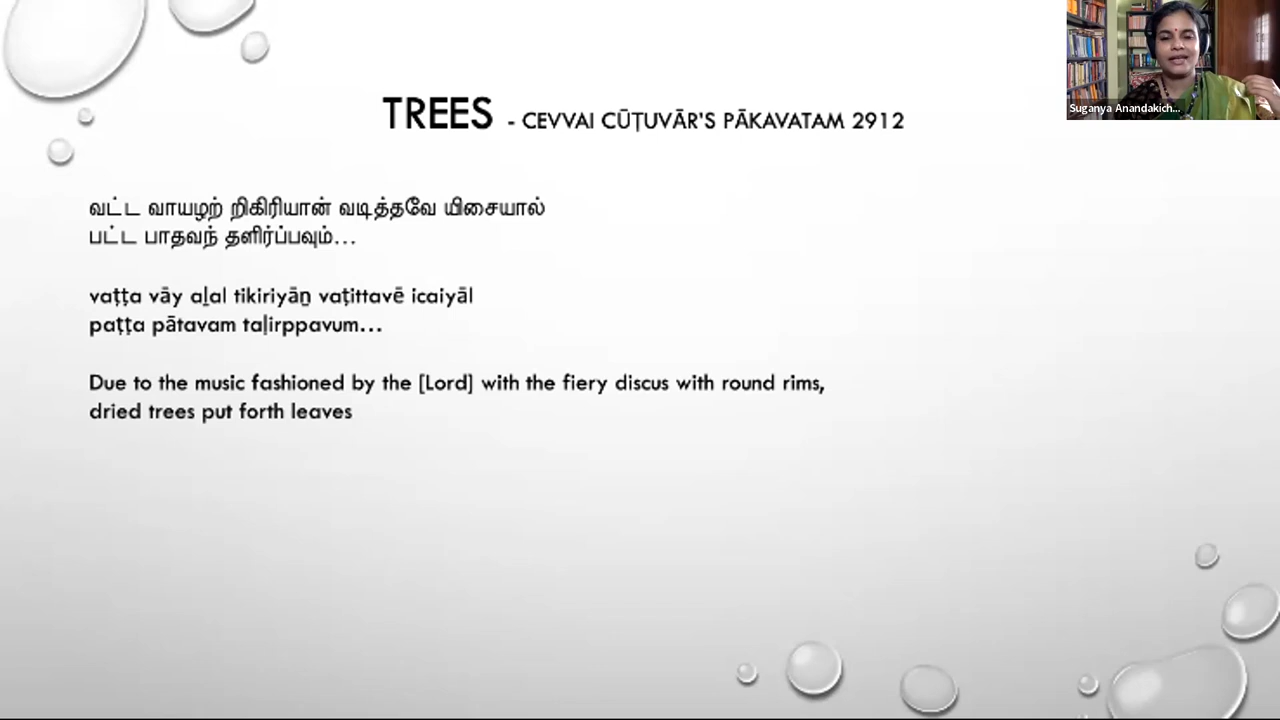 TREES - CEVVAI CŪṬUVĀR'S PĀKAVATAM 2912
Suganya Anandakich...
வட்ட வாயழற் றிகிரியான் வடித்தவே யிசையால்
பட்ட பாதவந் தளிர்ப்பவும்...
vaṭṭa vāy aḻal tikiriyāṉ vaṭittavē icaiyāl
paṭṭa pātavam taḷirppavum...
Due to the music fashioned by the [Lord] with the fiery discus with round rims,
dried trees put forth leaves